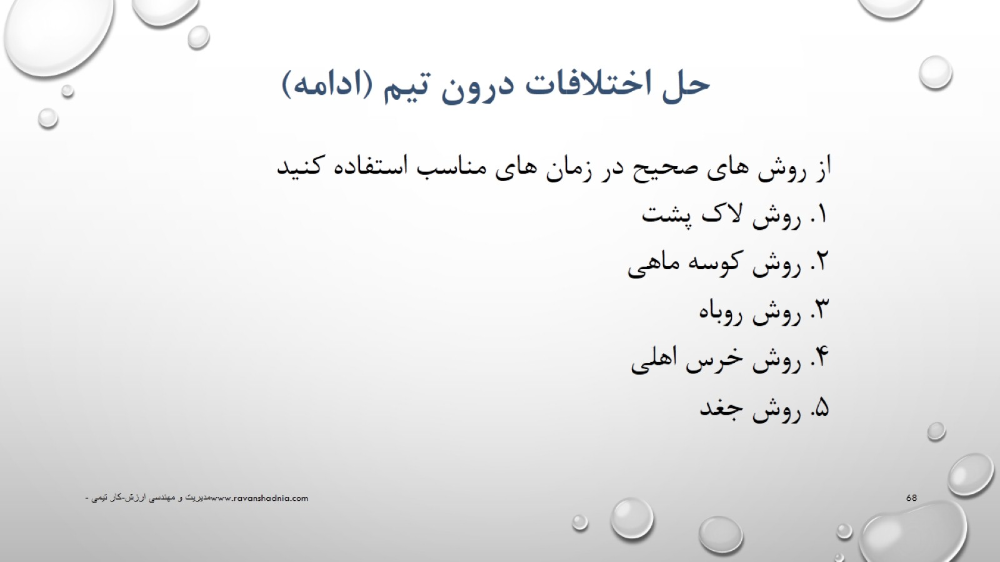 حل اختلافات درون تیم (ادامه)
از روش های صحیح در زمان های مناسب استفاده کنید
۱. روش لاک پشت
۲. روش کوسه ماهی
۳. روش روباه
۴. روش خرس اهلی
۵. روش جغد
مدیریت و مهندسی ارزش-کار تیمی - www.ravanshadnia.com
68